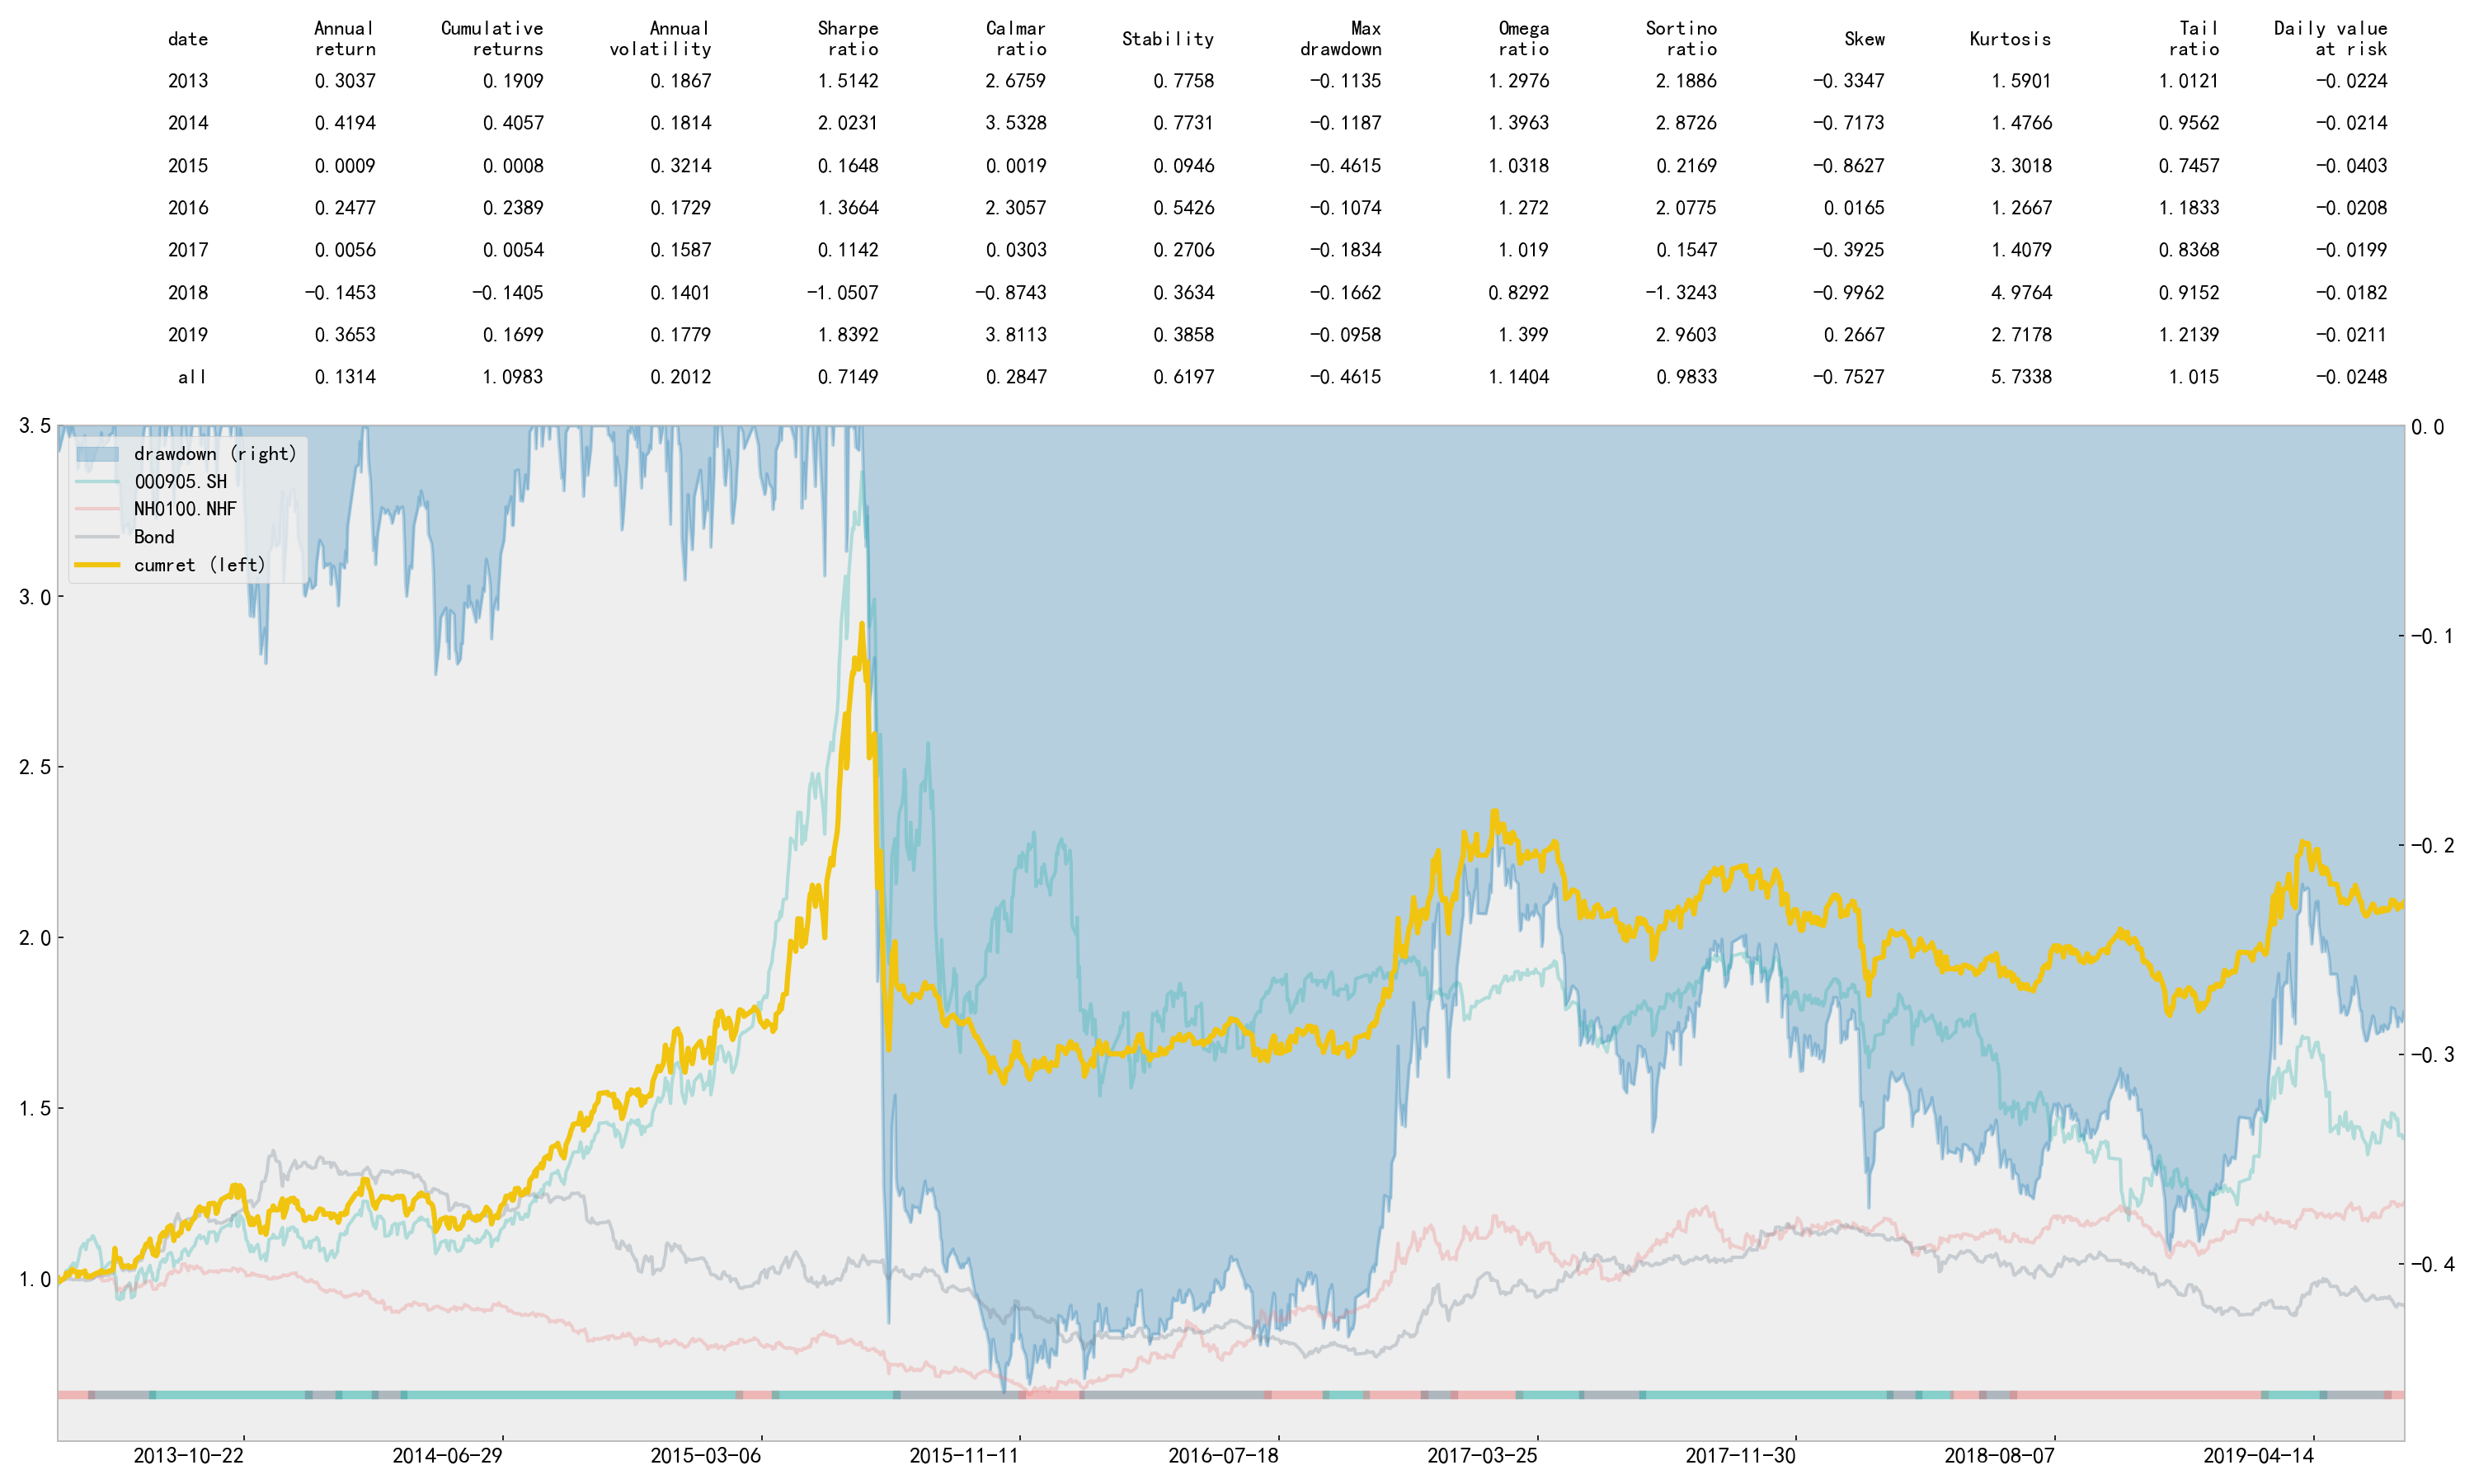 date Annual return Cumulative returns Annual volatility Sharpe ratio Calmar ratio Stability Max drawdown Omega ratio Sortino ratio Skew Kurtosis Tail ratio Daily value at risk
2013 0.3037 0.1909 0.1867 1.5142 2.6759 0.7758 −0.1135 1.2976 2.1886 −0.3347 1.5901 1.0121 −0.0224
2014 0.4194 0.4057 0.1814 2.0231 3.5328 0.7731 −0.1187 1.3963 2.8726 −0.7173 1.4766 0.9562 −0.0214
2015 0.0009 0.0008 0.3214 0.1648 0.0019 0.0946 −0.4615 1.0318 0.2169 −0.8627 3.3018 0.7457 −0.0403
2016 0.2477 0.2389 0.1729 1.3664 2.3057 0.5426 −0.1074 1.272 2.0775 0.0165 1.2667 1.1833 −0.0208
2017 0.0056 0.0054 0.1587 0.1142 0.0303 0.2706 −0.1834 1.019 0.1547 −0.3925 1.4079 0.8368 −0.0199
2018 −0.1453 −0.1405 0.1401 −1.0507 −0.8743 0.3634 −0.1662 0.8292 −1.3243 −0.9962 4.9764 0.9152 −0.0182
2019 0.3653 0.1699 0.1779 1.8392 3.8113 0.3858 −0.0958 1.399 2.9603 0.2667 2.7178 1.2139 −0.0211
all 0.1314 1.0983 0.2012 0.7149 0.2847 0.6197 −0.4615 1.1404 0.9833 −0.7527 5.7338 1.015 −0.0248
3.5
3.0
2.5
2.0
1.5
1.0
drawdown (right)
000905.SH
NH0100.NHF
Bond
cumret (left)
0.0
−0.1
−0.2
−0.3
−0.4
2013−10−22 2014−06−29 2015−03−06 2015−11−11 2016−07−18 2017−03−25 2017−11−30 2018−08−07 2019−04−14